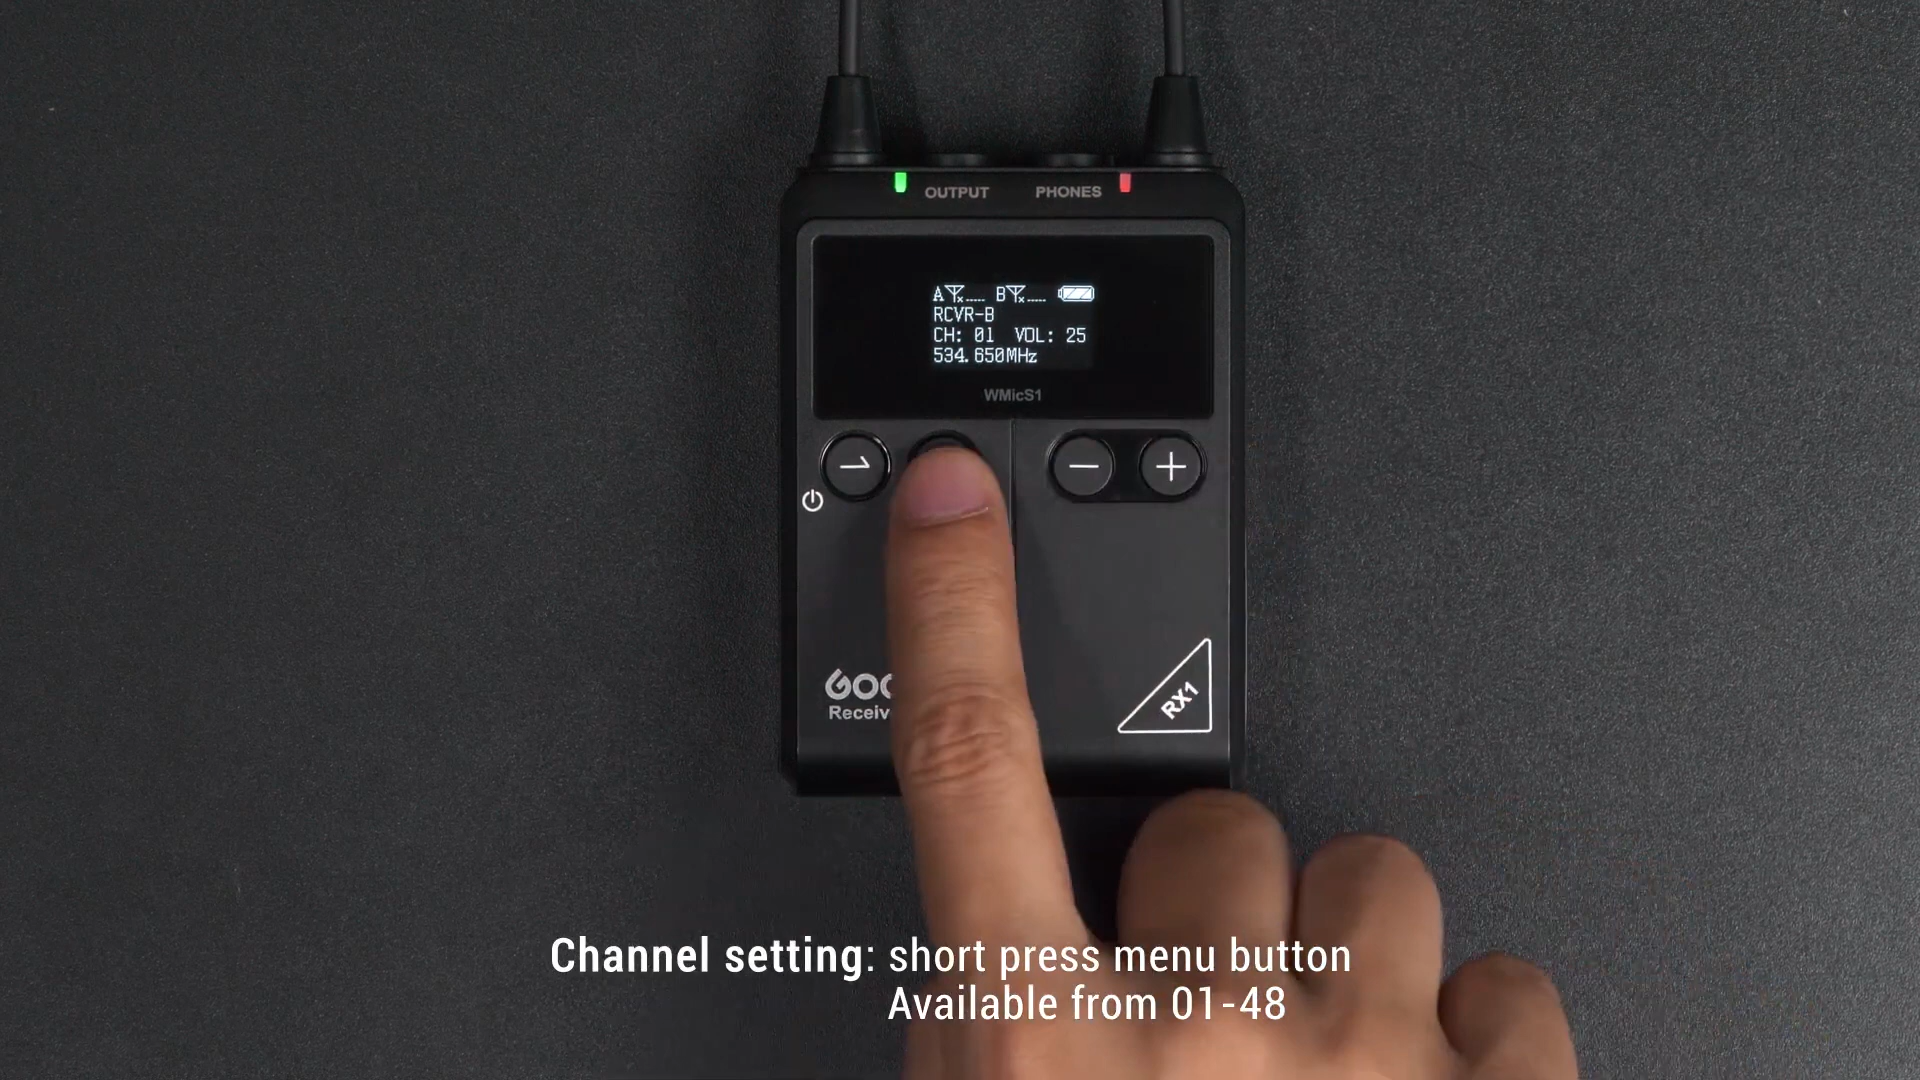 OUTPUT PHONES
A B
RCVR-B
CH: 01 VOL: 25
534.650MHz
WMicS1
RX1
Channel setting: short press menu button
Available from 01-48